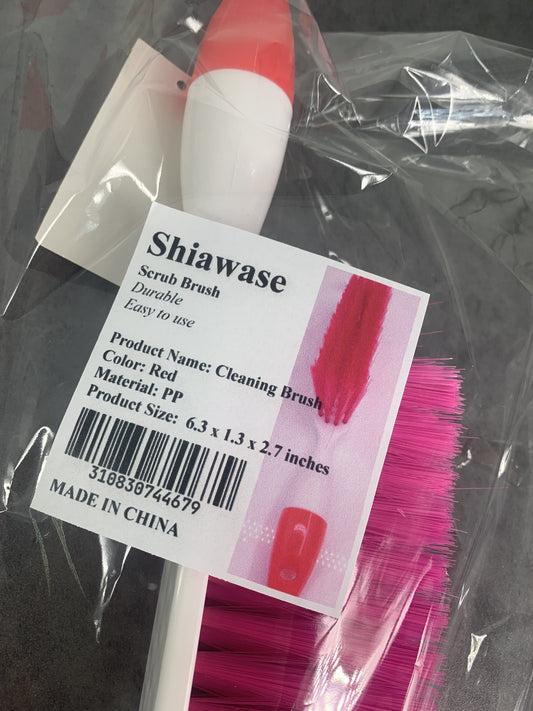 Shiawase
Scrub Brush
Durable
Easy to use
Product Name: Cleaning Brush
Color: Red
Material: PP
Product Size: 6.3 x 1.3 x 2.7 inches
310830744679
MADE IN CHINA